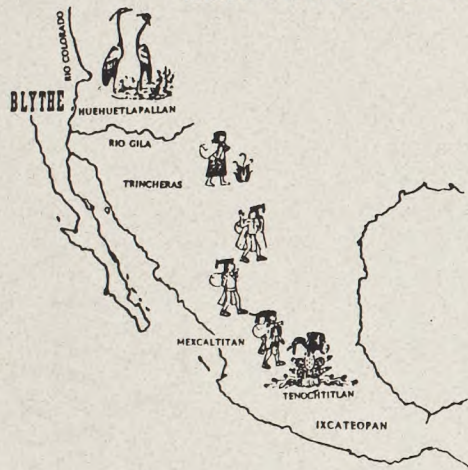 RIO COLORADO
BLYTHE
HUEHUETLAPALLAN
RIO GILA
TRINCHERAS
MEXCALTITAN
TENOCHTITLAN
IXCATEOPAN